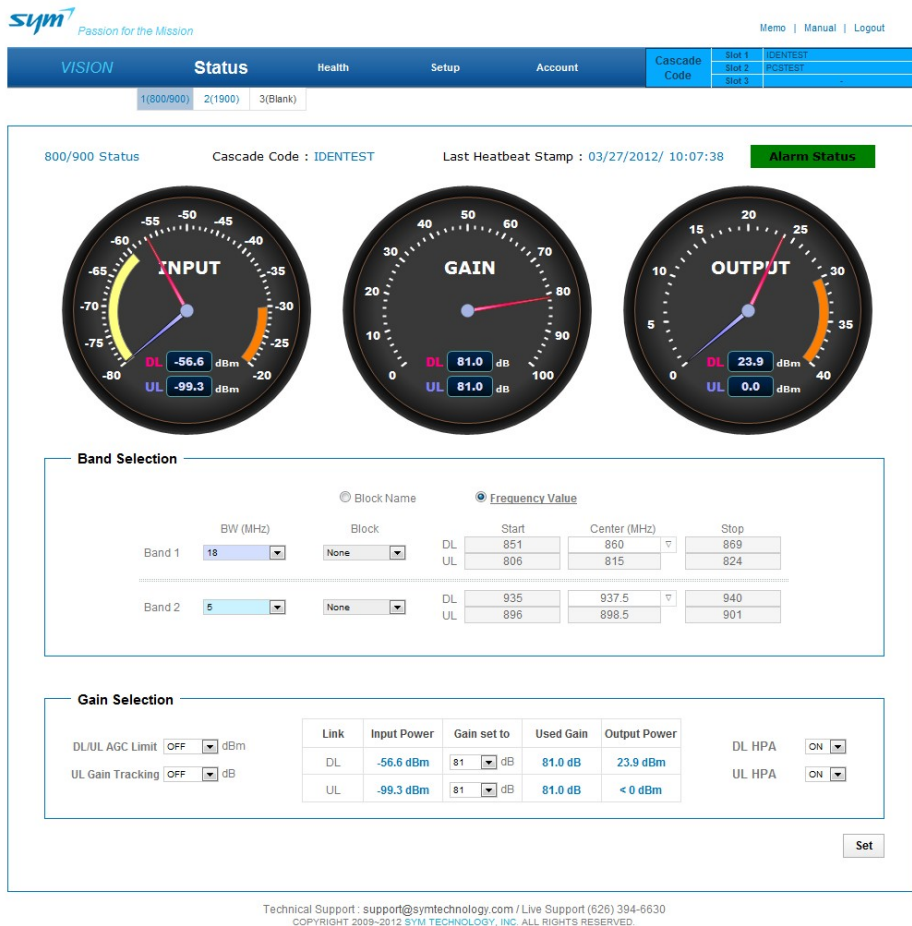 sym
Passion for the Mission
Memo | Manual | Logout
VISION Status Health Setup Account
Cascade Code
Slot 1 IDENTEST
Slot 2 PCSTEST
Slot 3 -
1(800/900) 2(1900) 3(Blank)
800/900 Status Cascade Code : IDENTEST Last Heatbeat Stamp : 03/27/2012/ 10:07:38 Alarm Status
-80 -75 -70 -65 -60 -55 -50 -45 -40 -35 -30 -25 -20
INPUT
DL -56.6 dBm
UL -99.3 dBm
0 10 20 30 40 50 60 70 80 90 100
GAIN
DL 81.0 dB
UL 81.0 dB
0 5 10 15 20 25 30 35 40
OUTPUT
DL 23.9 dBm
UL 0.0 dBm
Band Selection
Block Name Frequency Value
BW (MHz) Block Start Center (MHz) Stop
Band 1 18 None DL 851 860 869
UL 806 815 824
Band 2 5 None DL 935 937.5 940
UL 896 898.5 901
Gain Selection
DL/UL AGC Limit OFF dBm
UL Gain Tracking OFF dB
Link Input Power Gain set to Used Gain Output Power
DL -56.6 dBm 81 dB 81.0 dB 23.9 dBm
UL -99.3 dBm 81 dB 81.0 dB < 0 dBm
DL HPA ON
UL HPA ON
Set
Technical Support : support@symtechnology.com / Live Support (626) 394-6630
COPYRIGHT 2009~2012 SYM TECHNOLOGY, INC. ALL RIGHTS RESERVED.